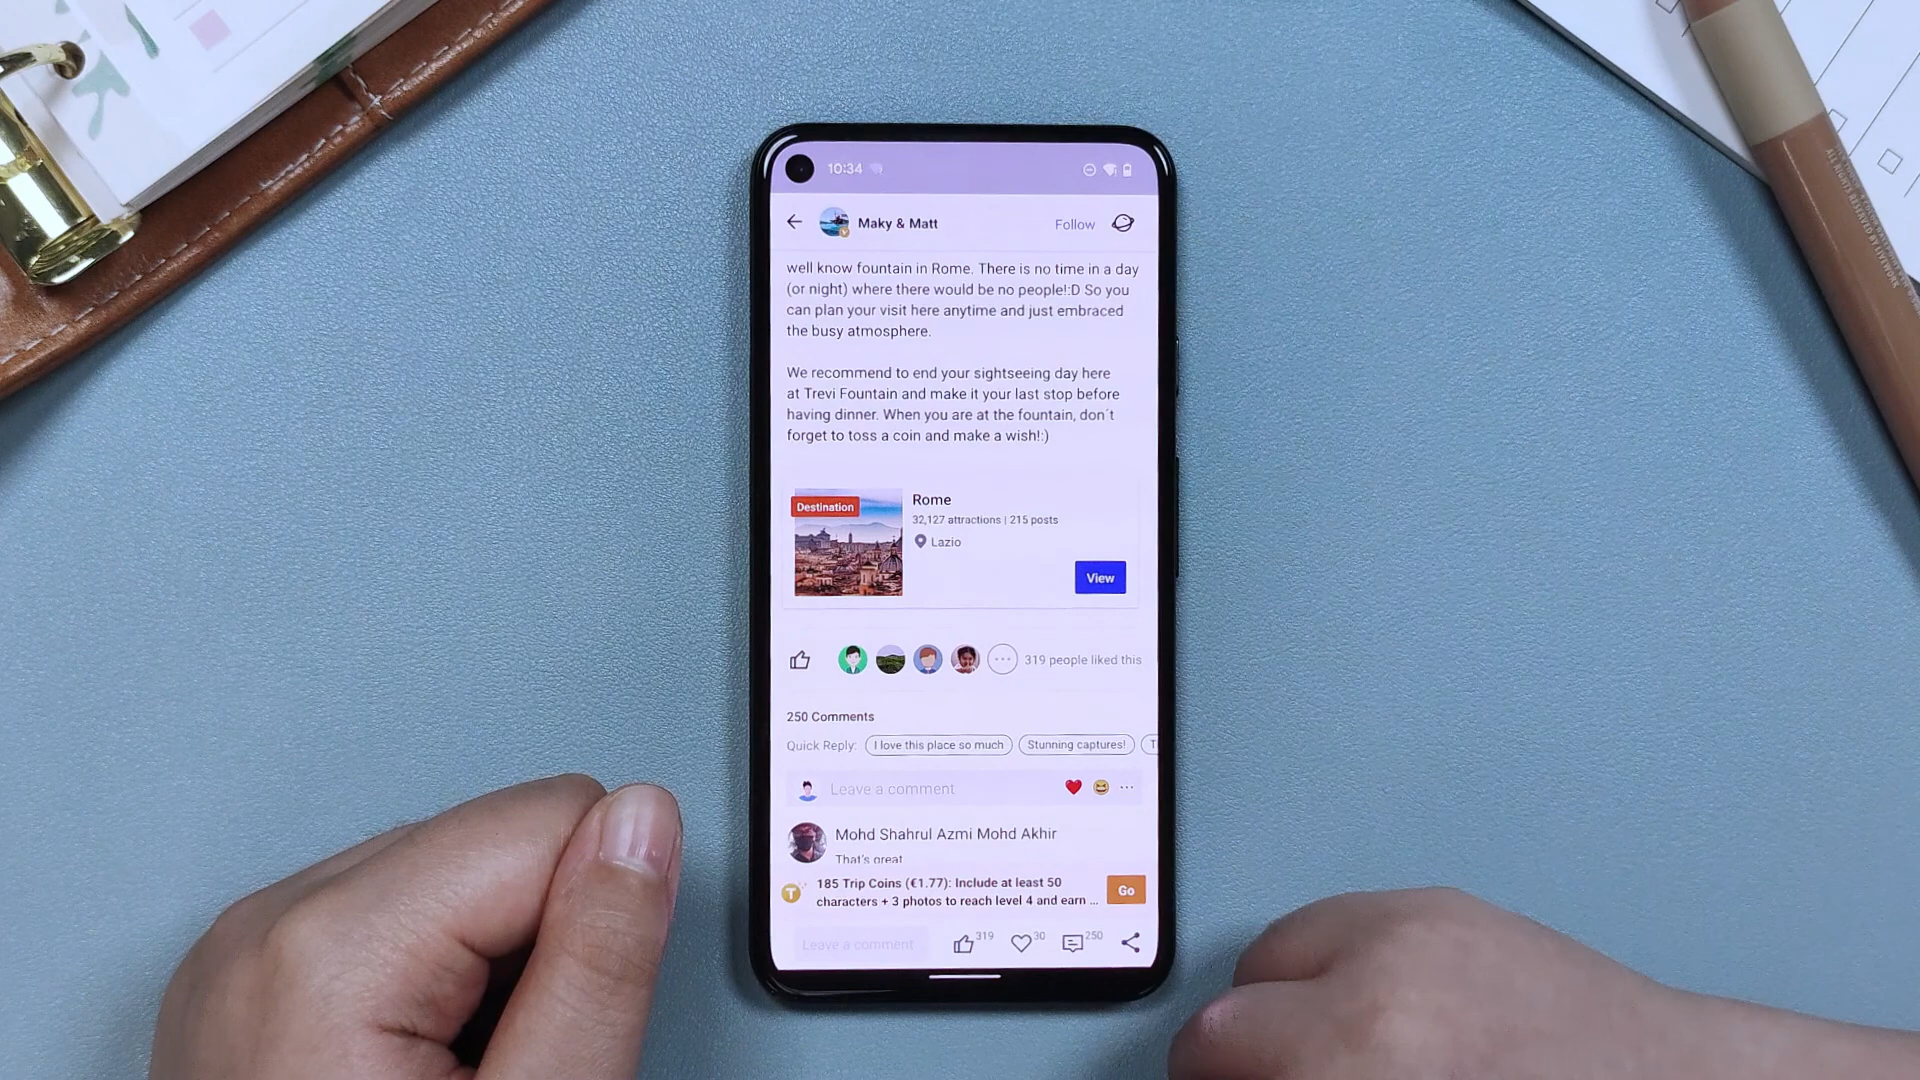 10:34
Maky & Matt
Follow
well know fountain in Rome. There is no time in a day
(or night) where there would be no people!:D So you
can plan your visit here anytime and just embraced
the busy atmosphere.
We recommend to end your sightseeing day here
at Trevi Fountain and make it your last stop before
having dinner. When you are at the fountain, don´t
forget to toss a coin and make a wish!:)
Destination
Rome
32,127 attractions | 215 posts
Lazio
View
319 people liked this
250 Comments
Quick Reply: I love this place so much Stunning captures! T
Leave a comment
Mohd Shahrul Azmi Mohd Akhir
That's great
T
185 Trip Coins (€1.77): Include at least 50
characters + 3 photos to reach level 4 and earn ...
Go
Leave a comment
319
30
250
ALL RIGHTS RESERVED BY LIVEWORK